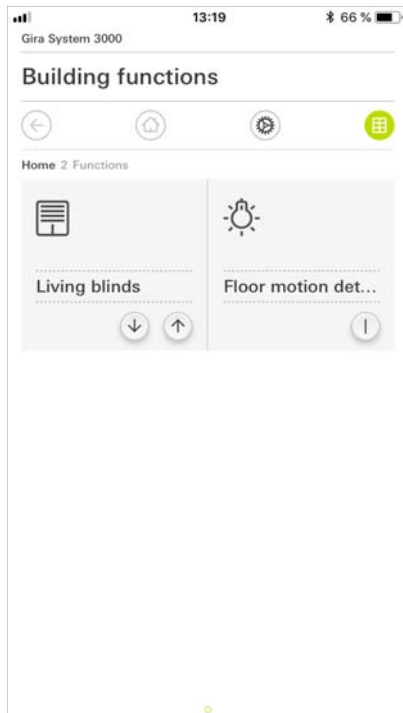 13:19
66 %
Gira System 3000
Building functions
Home 2 Functions
Living blinds
Floor motion det...